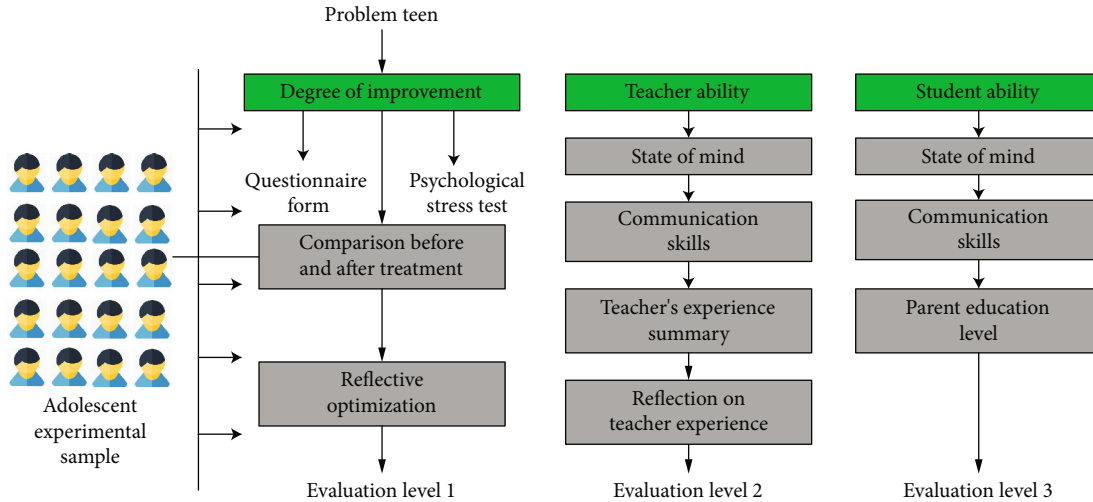 Problem teen
Degree of improvement
Questionnaire
form
Psychological
stress test
Comparison before
and after treatment
Reflective
optimization
Evaluation level 1
Adolescent
experimental
sample
Teacher ability
State of mind
Communication
skills
Teacher's experience
summary
Reflection on
teacher experience
Evaluation level 2
Student ability
State of mind
Communication
skills
Parent education
level
Evaluation level 3